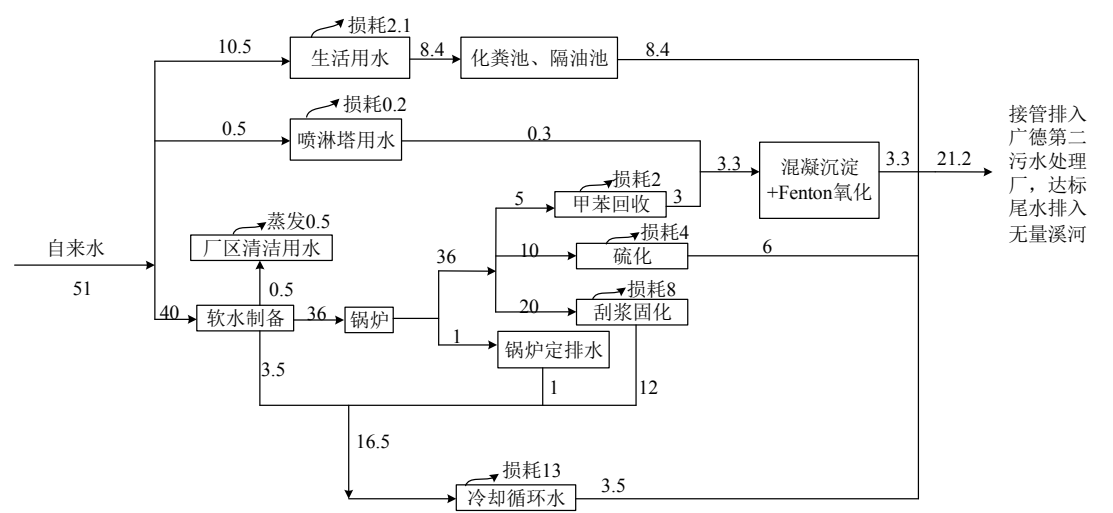 损耗2.1
10.5
生活用水
8.4
化粪池、隔油池
8.4
损耗0.2
0.5
喷淋塔用水
0.3
3.3
混凝沉淀
+Fenton氧化
3.3
21.2
接管排入
广德第二
污水处理
厂，达标
尾水排入
无量溪河
损耗2
5
甲苯回收
3
蒸发0.5
厂区清洁用水
自来水
51
0.5
40
软水制备
36
锅炉
36
损耗4
10
硫化
6
损耗8
20
刮浆固化
1
锅炉定排水
3.5
1
12
16.5
损耗13
冷却循环水
3.5